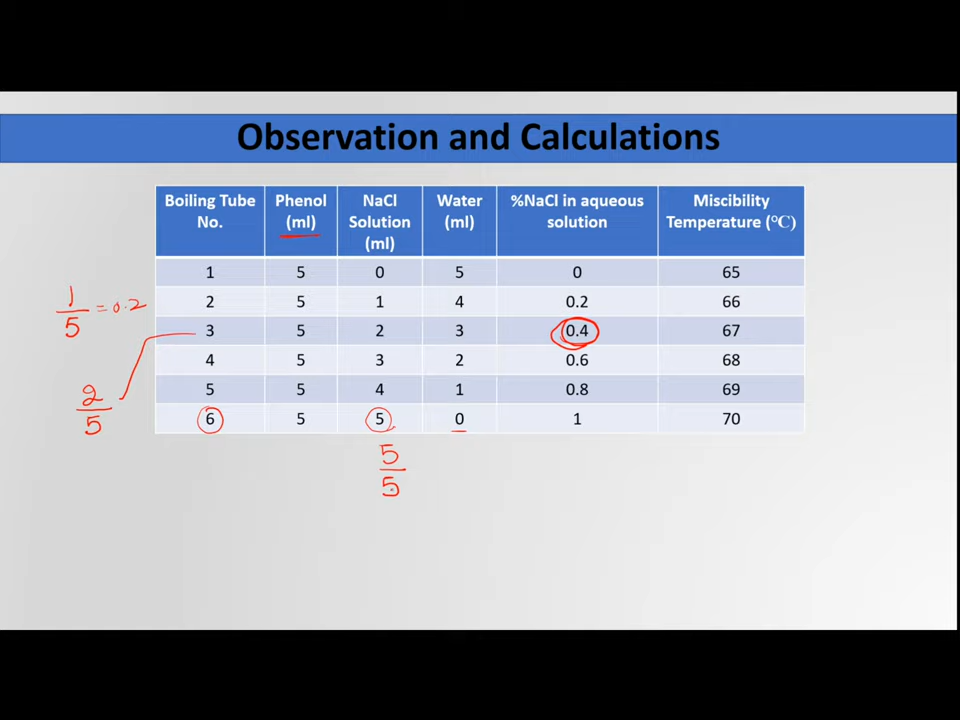 Observation and Calculations
Boiling Tube No. Phenol (ml) NaCl Solution (ml) Water (ml) %NaCl in aqueous solution Miscibility Temperature (°C)
1 5 0 5 0 65
2 5 1 4 0.2 66
3 5 2 3 0.4 67
4 5 3 2 0.6 68
5 5 4 1 0.8 69
6 5 5 0 1 70
1/5 = 0.2
2/5
5/5